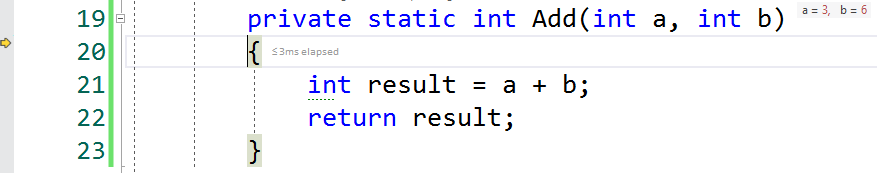 19 private static int Add(int a, int b) a = 3, b = 6
20 { ≤3ms elapsed
21 int result = a + b;
22 return result;
23 }